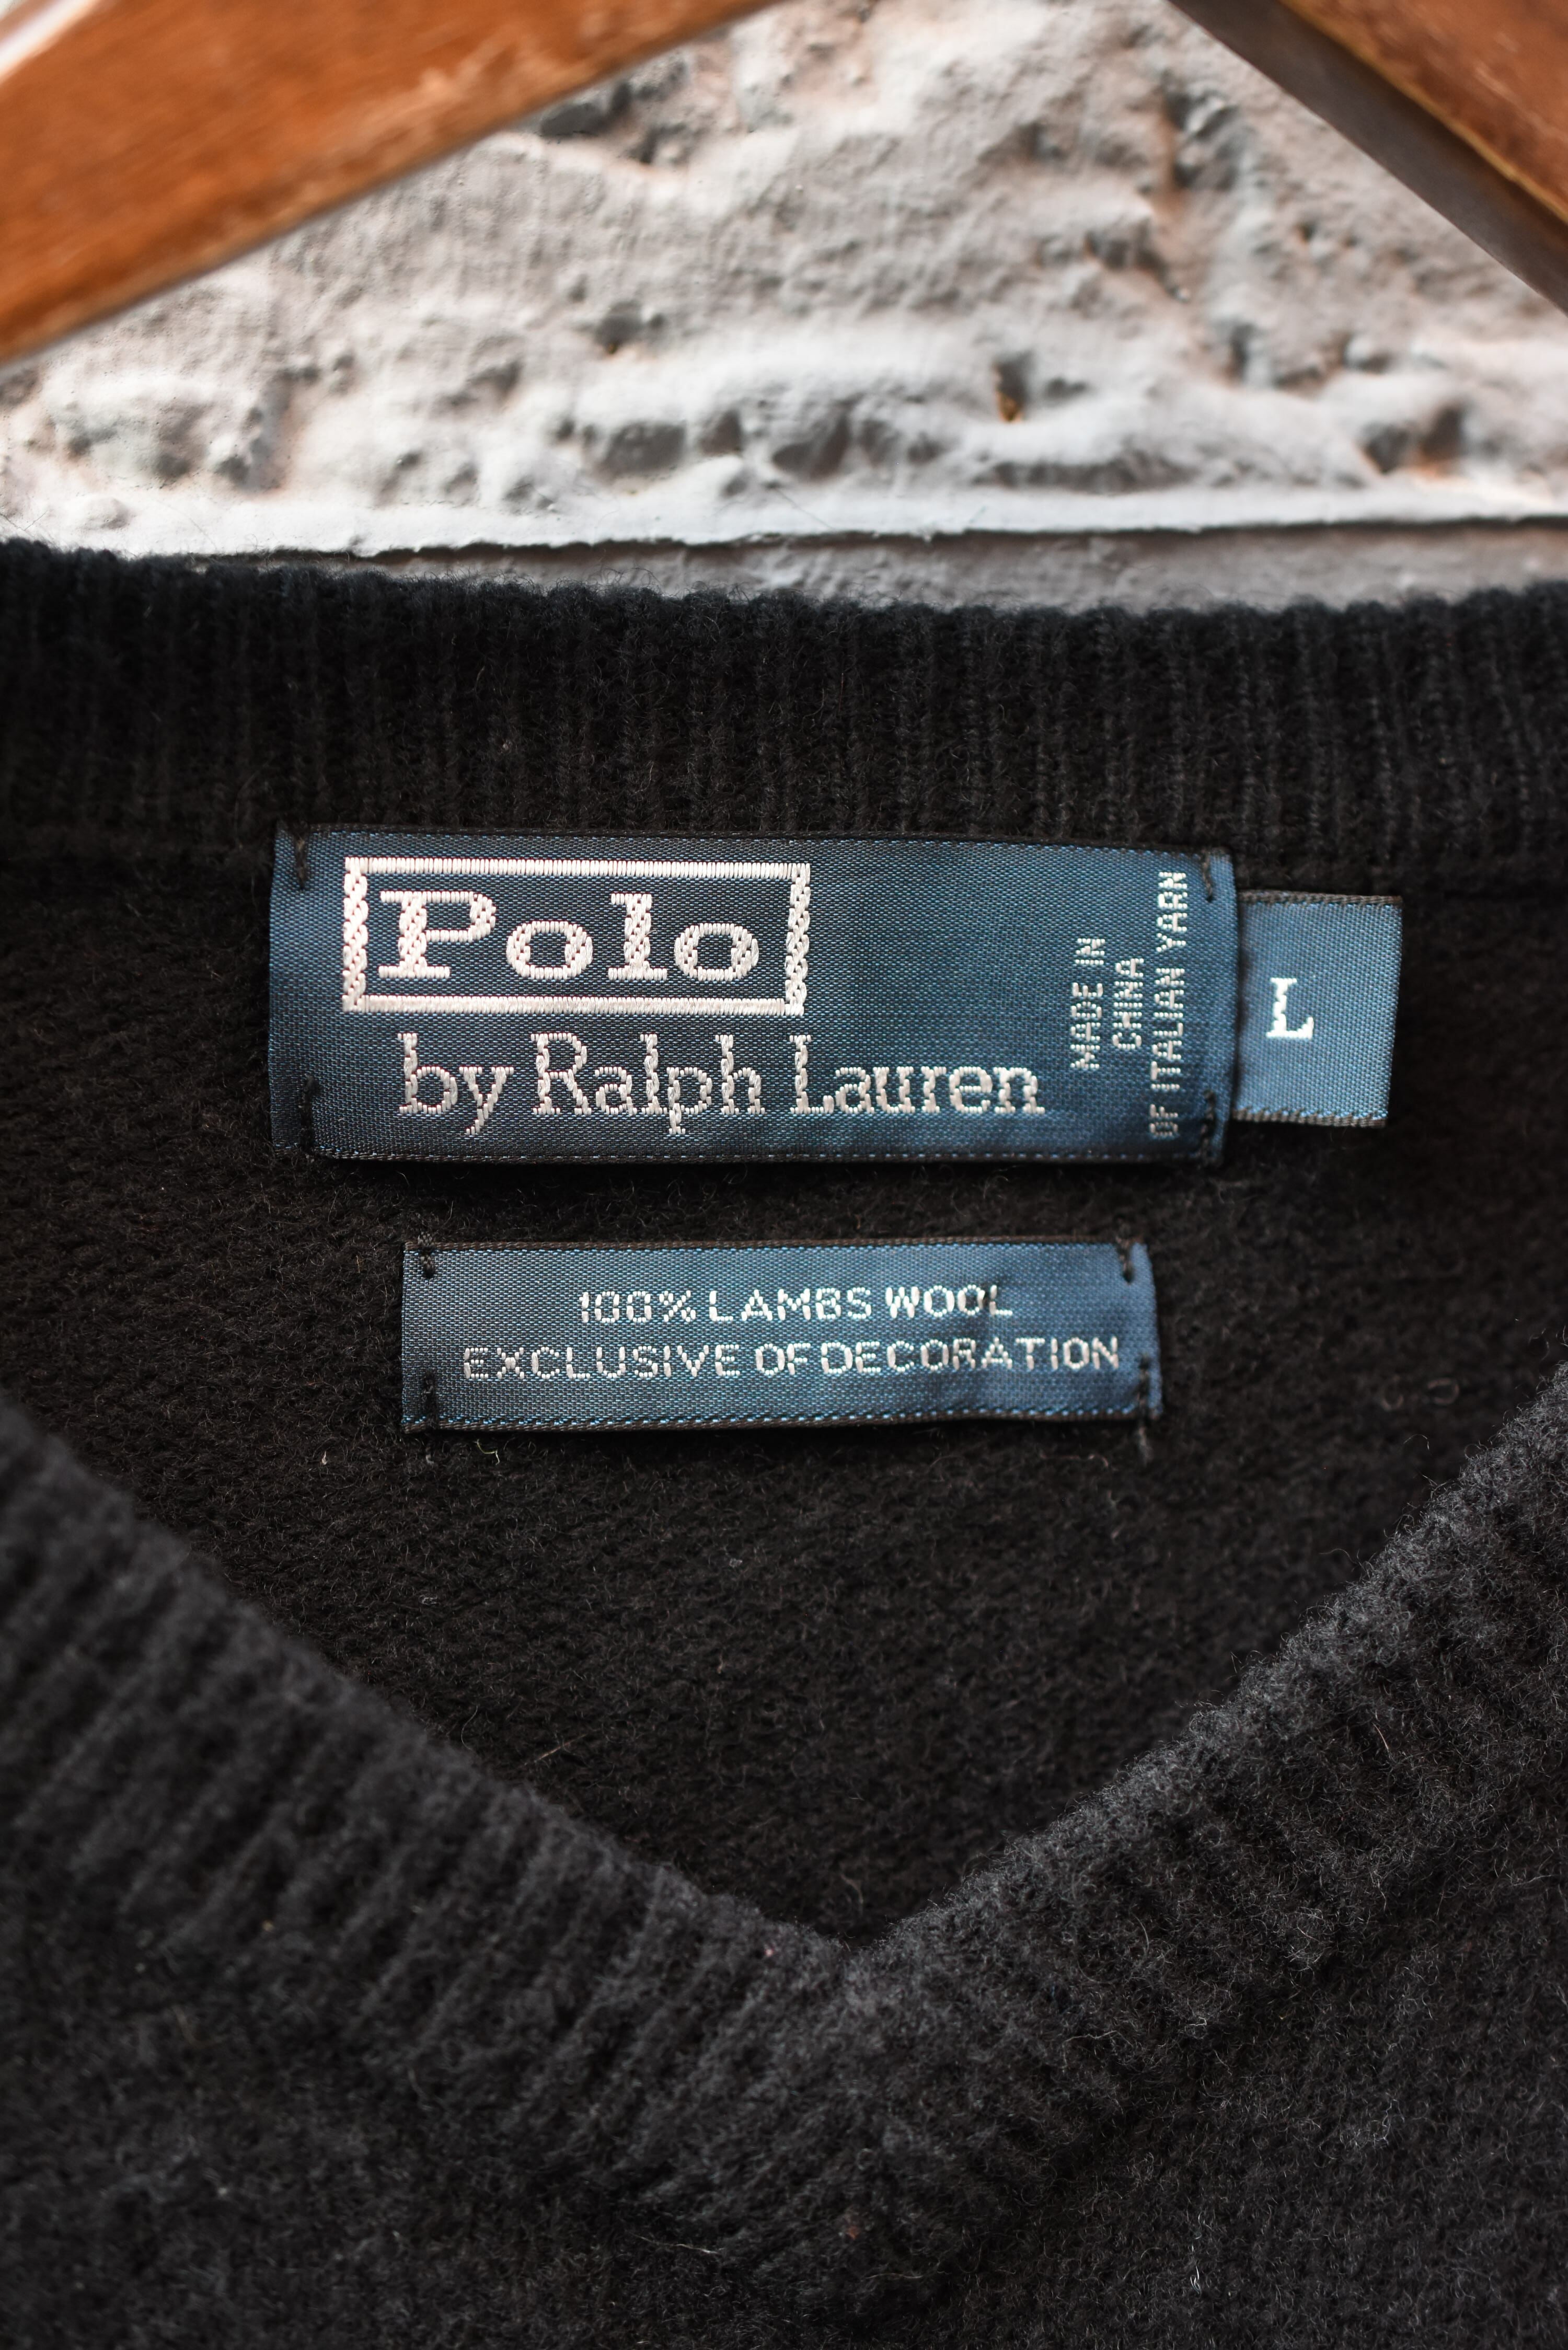 Polo
by Ralph Lauren
MADE IN
CHINA
OF ITALIAN YARN
L
100% LAMBS WOOL
EXCLUSIVE OF DECORATION